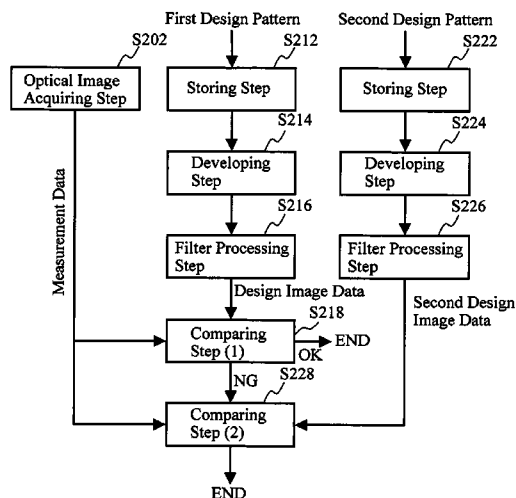 First Design Pattern
Second Design Pattern
S202
S212
S222
Optical Image
Acquiring Step
Storing Step
Storing Step
S214
S224
Developing
Step
Developing
Step
S216
S226
Measurement Data
Filter Processing
Step
Filter Processing
Step
Design Image Data
Second Design
Image Data
S218
Comparing
Step (1)
END
OK
NG
S228
Comparing
Step (2)
END